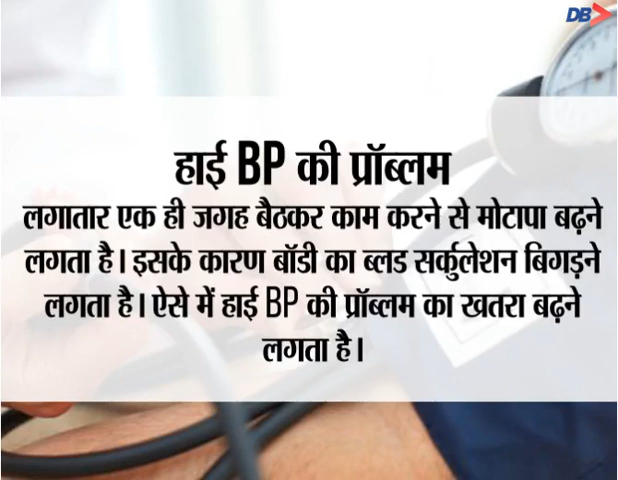 DB
हाई BP की प्रॉब्लम
लगातार एक ही जगह बैठकर काम करने से मोटापा बढ़ने
लगता है। इसके कारण बॉडी का ब्लड सर्कुलेशन बिगड़ने
लगता है। ऐसे में हाई BP की प्रॉब्लम का खतरा बढ़ने
लगता है।